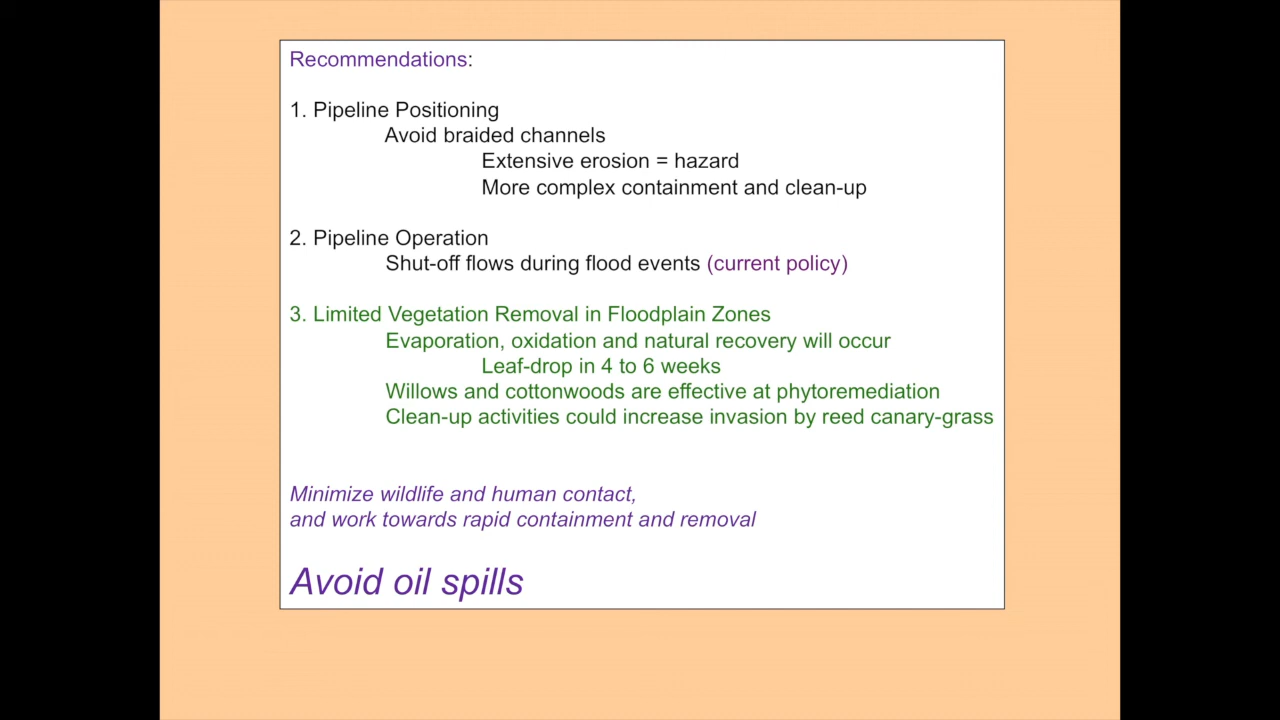 Recommendations:
1. Pipeline Positioning
Avoid braided channels
Extensive erosion = hazard
More complex containment and clean-up
2. Pipeline Operation
Shut-off flows during flood events (current policy)
3. Limited Vegetation Removal in Floodplain Zones
Evaporation, oxidation and natural recovery will occur
Leaf-drop in 4 to 6 weeks
Willows and cottonwoods are effective at phytoremediation
Clean-up activities could increase invasion by reed canary-grass
Minimize wildlife and human contact,
and work towards rapid containment and removal
Avoid oil spills